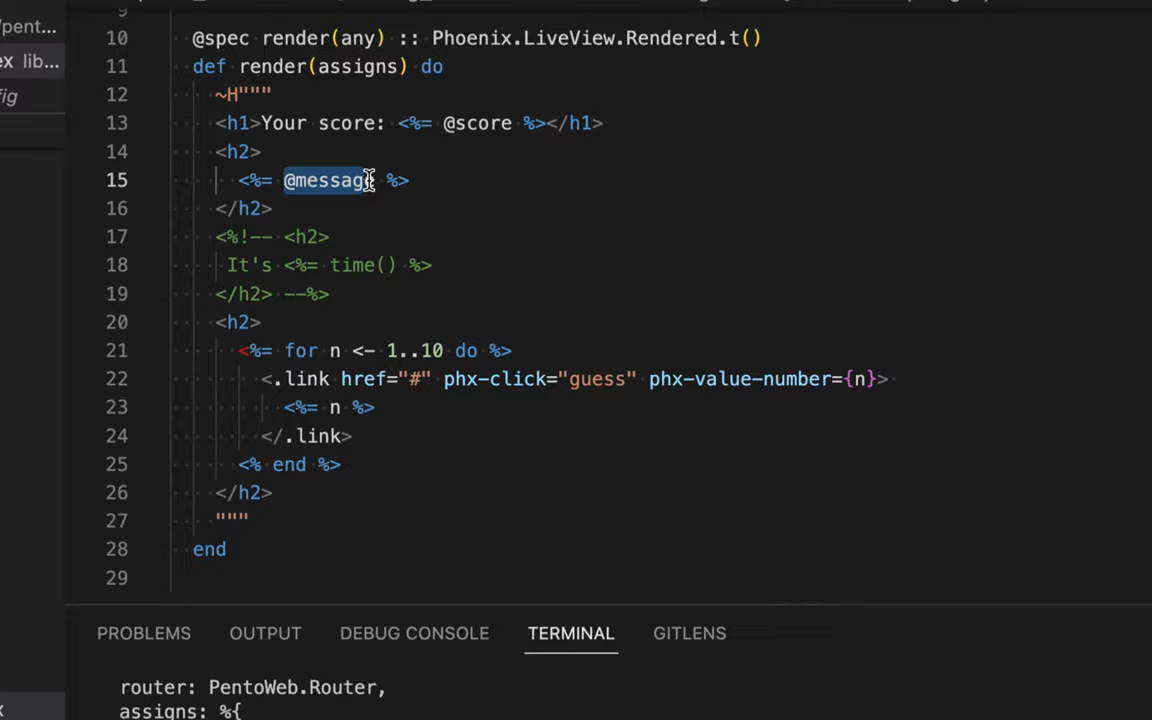 9
/pent...
10 @spec render(any) :: Phoenix.LiveView.Rendered.t()
ex lib...
11 def render(assigns) do
fig
12 ~H"""
13 <h1>Your score: <%= @score %></h1>
14 <h2>
15 <%= @message %>
16 </h2>
17 <%!-- <h2>
18 It's <%= time() %>
19 </h2> --%>
20 <h2>
21 <%= for n <- 1..10 do %>
22 <.link href="#" phx-click="guess" phx-value-number={n}>
23 <%= n %>
24 </.link>
25 <% end %>
26 </h2>
27 """
28 end
29
PROBLEMS OUTPUT DEBUG CONSOLE TERMINAL GITLENS
router: PentoWeb.Router,
assigns: %{